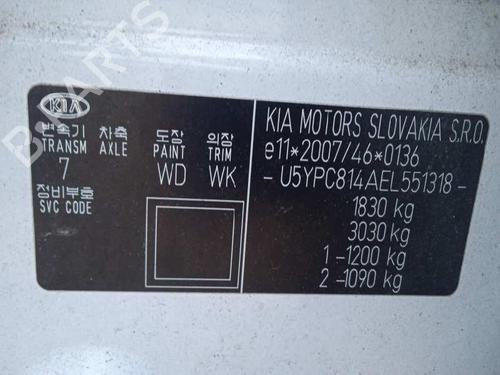 KIA
변속기 차축 도장 의장
TRANSM AXLE PAINT TRIM
7 WD WK
정비부호
SVC CODE
KIA MOTORS SLOVAKIA S.R.O.
e11*2007/46*0136
- U5YPC814AEL551318 -
1830 kg
3030 kg
1 -1200 kg
2 -1090 kg
B-PARTS